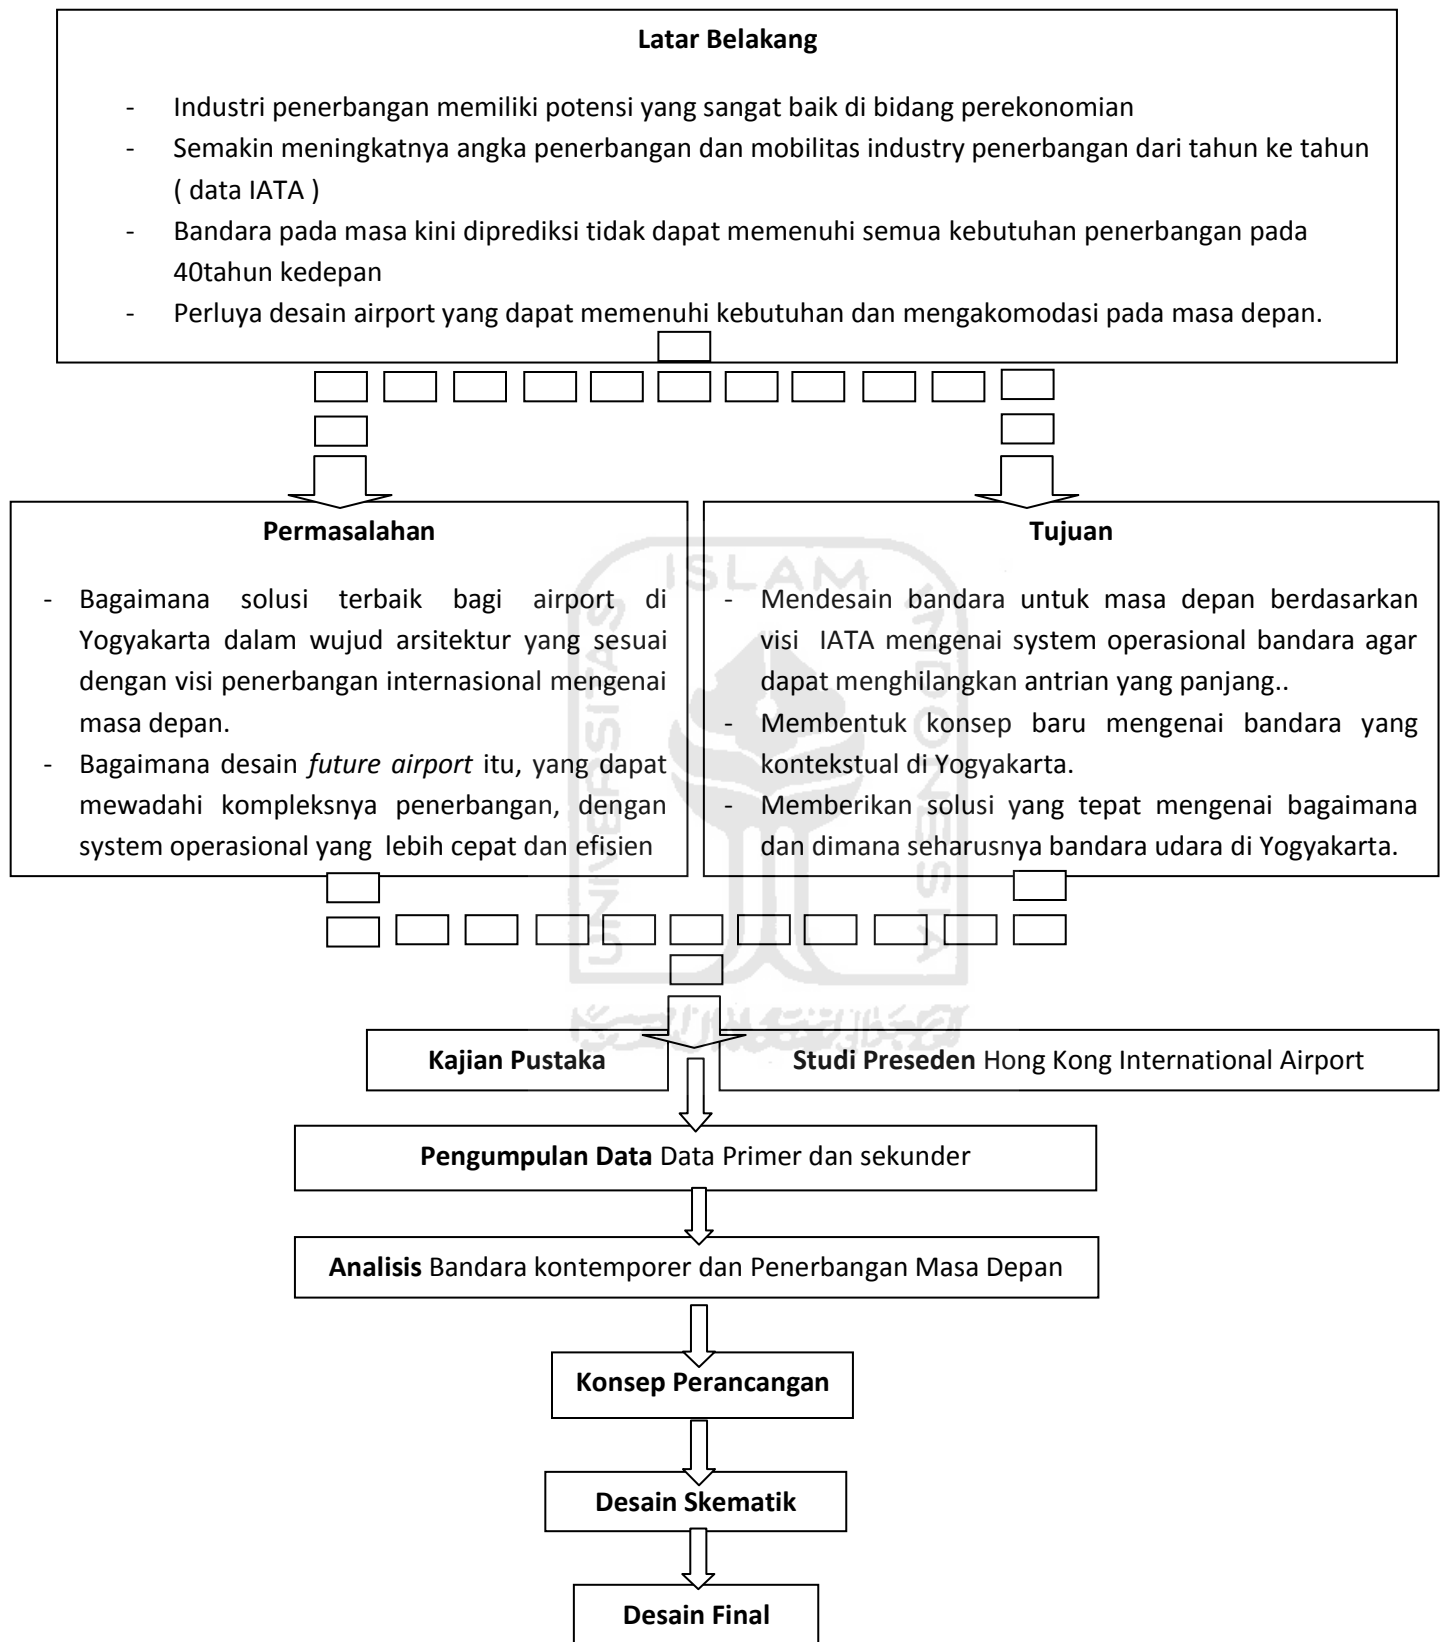 Latar Belakang
- Industri penerbangan memiliki potensi yang sangat baik di bidang perekonomian
- Semakin meningkatnya angka penerbangan dan mobilitas industry penerbangan dari tahun ke tahun
( data IATA )
- Bandara pada masa kini diprediksi tidak dapat memenuhi semua kebutuhan penerbangan pada
40tahun kedepan
- Perluya desain airport yang dapat memenuhi kebutuhan dan mengakomodasi pada masa depan.
Permasalahan
- Bagaimana solusi terbaik bagi airport di
Yogyakarta dalam wujud arsitektur yang sesuai
dengan visi penerbangan internasional mengenai
masa depan.
- Bagaimana desain future airport itu, yang dapat
mewadahi kompleksnya penerbangan, dengan
system operasional yang lebih cepat dan efisien
Tujuan
- Mendesain bandara untuk masa depan berdasarkan
visi IATA mengenai system operasional bandara agar
dapat menghilangkan antrian yang panjang..
- Membentuk konsep baru mengenai bandara yang
kontekstual di Yogyakarta.
- Memberikan solusi yang tepat mengenai bagaimana
dan dimana seharusnya bandara udara di Yogyakarta.
UNIVERSITAS
ISLAM
INDONESIA
Kajian Pustaka
Studi Preseden Hong Kong International Airport
Pengumpulan Data Data Primer dan sekunder
Analisis Bandara kontemporer dan Penerbangan Masa Depan
Konsep Perancangan
Desain Skematik
Desain Final